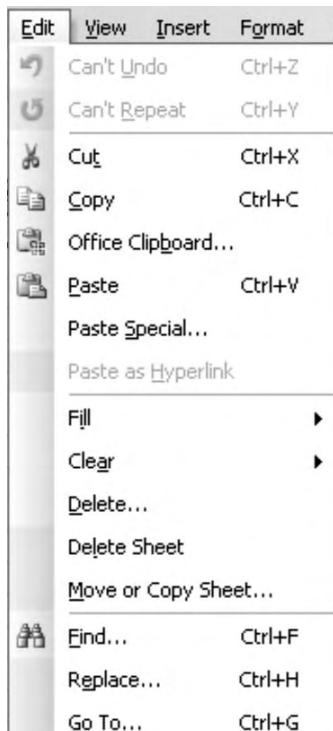 Edit View Insert Format
Can't Undo Ctrl+Z
Can't Repeat Ctrl+Y
Cut Ctrl+X
Copy Ctrl+C
Office Clipboard...
Paste Ctrl+V
Paste Special...
Paste as Hyperlink
Fill
Clear
Delete...
Delete Sheet
Move or Copy Sheet...
Find... Ctrl+F
Replace... Ctrl+H
Go To... Ctrl+G